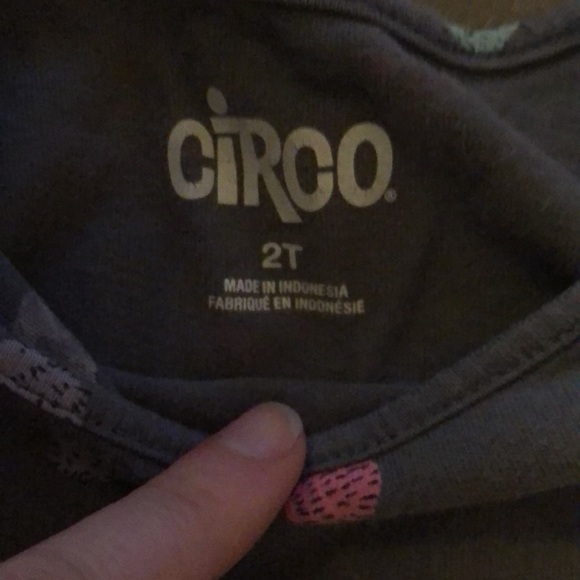 CiRCO®
2T
MADE IN INDONESIA
FABRIQUÉ EN INDONÉSIE